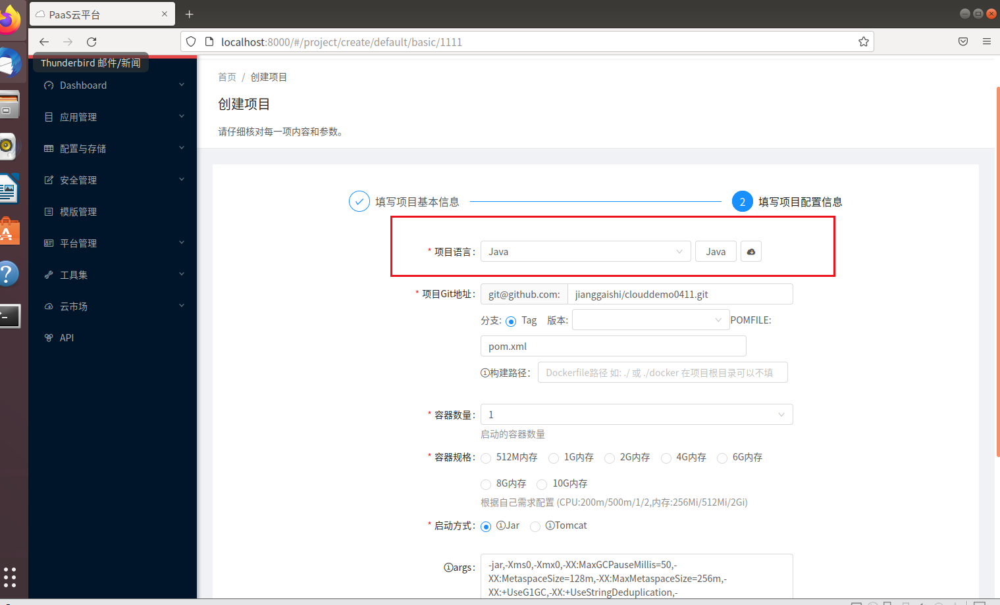 PaaS云平台
localhost:8000/#/project/create/default/basic/1111
Thunderbird 邮件/新闻
Dashboard
应用管理
配置与存储
安全管理
模版管理
平台管理
工具集
云市场
API
首页 / 创建项目
创建项目
请仔细核对每一项内容和参数。
填写项目基本信息
2 填写项目配置信息
* 项目语言: Java Java
* 项目Git地址: git@github.com: jianggaishi/clouddemo0411.git
分支: Tag 版本: POMFILE:
pom.xml
构建路径: Dockerfile路径 如: ./ 或 ./docker 在项目根目录可以不填
* 容器数量: 1
启动的容器数量
* 容器规格: 512M内存 1G内存 2G内存 4G内存 6G内存
8G内存 10G内存
根据自己需求配置 (CPU:200m/500m/1/2,内存:256Mi/512Mi/2Gi)
* 启动方式: Jar Tomcat
args: -jar,-Xms0,-Xmx0,-XX:MaxGCPauseMillis=50,-
XX:MetaspaceSize=128m,-XX:MaxMetaspaceSize=256m,-
XX:+UseG1GC,-XX:+UseStringDeduplication,-